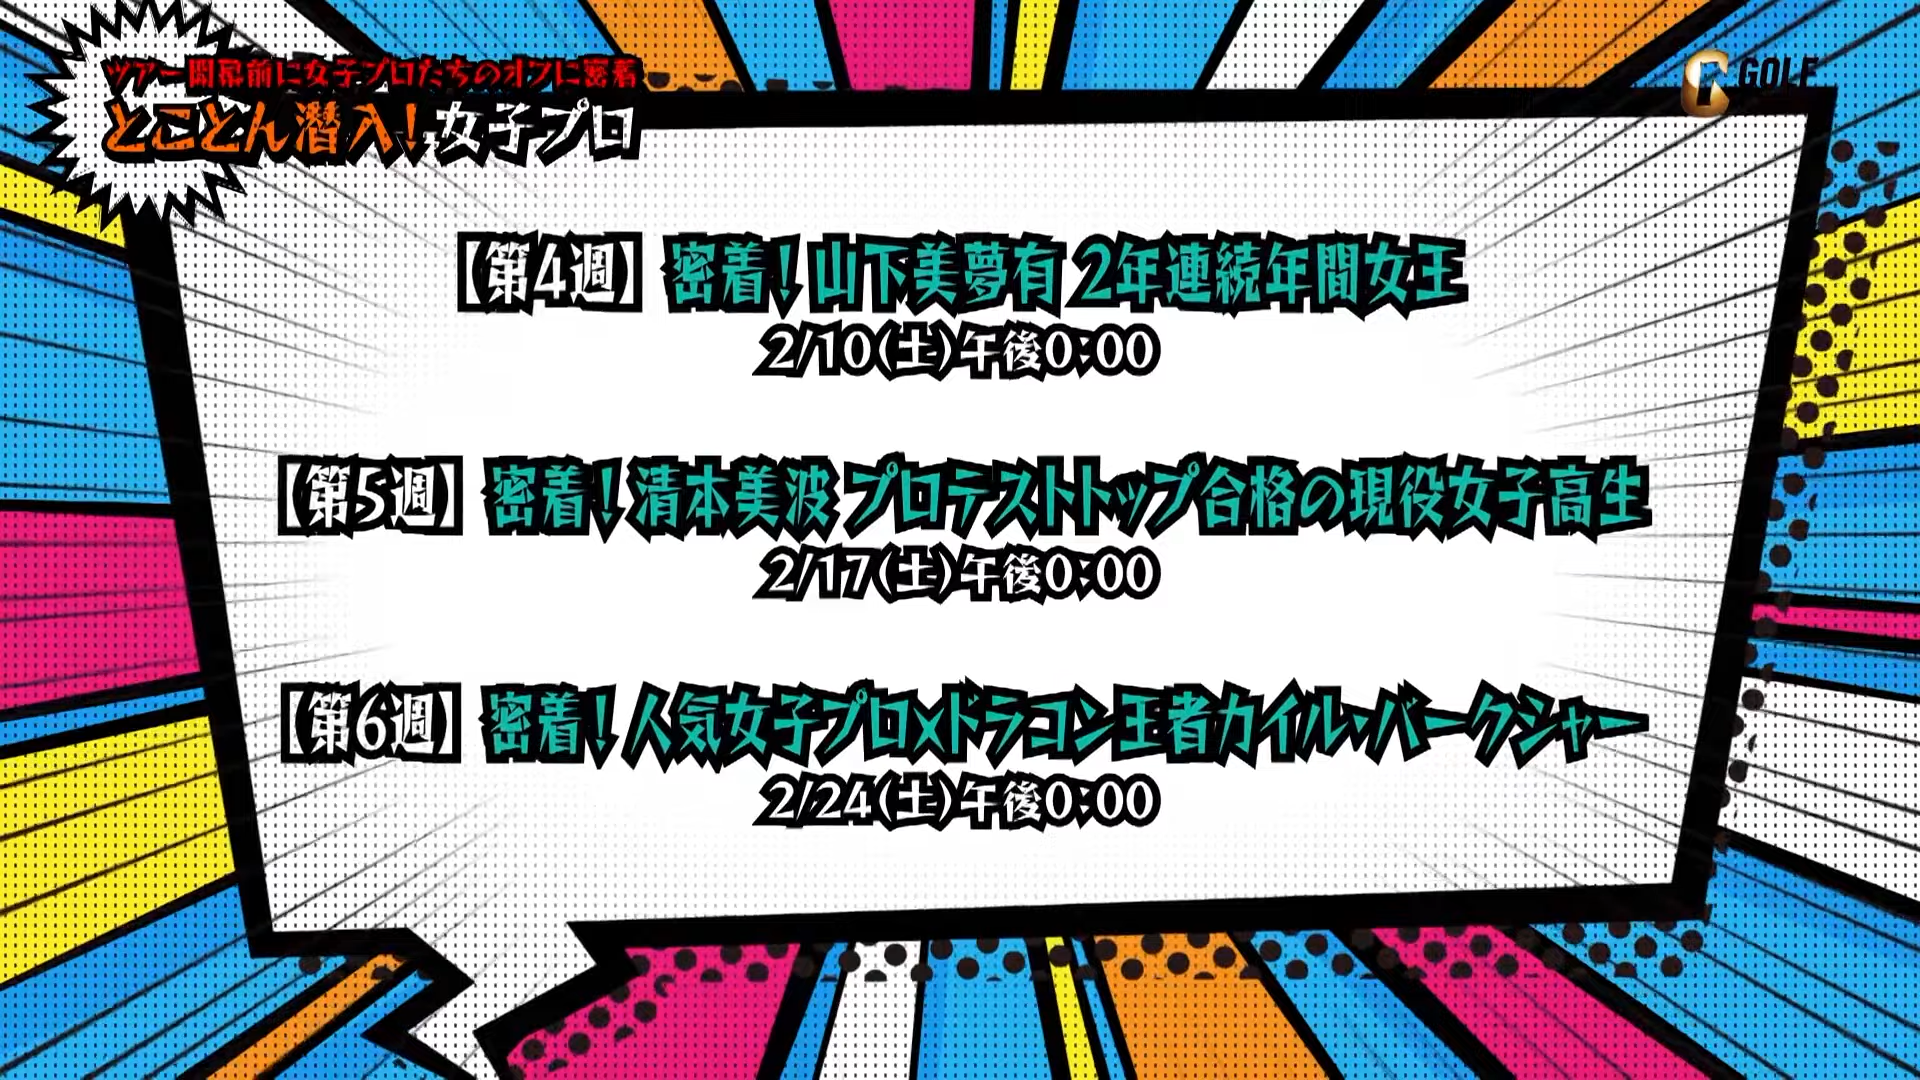 ツアー開幕前に女子プロたちのオフに密着
とことん潜入!女子プロ
GOLF
【第4週】密着!山下美夢有 2年連続年間女王
2/10(土)午後0:00
【第5週】密着!清本美波 プロテストトップ合格の現役女子高生
2/17(土)午後0:00
【第6週】密着!人気女子プロ×ドラコン王者カイル・バークシャー
2/24(土)午後0:00